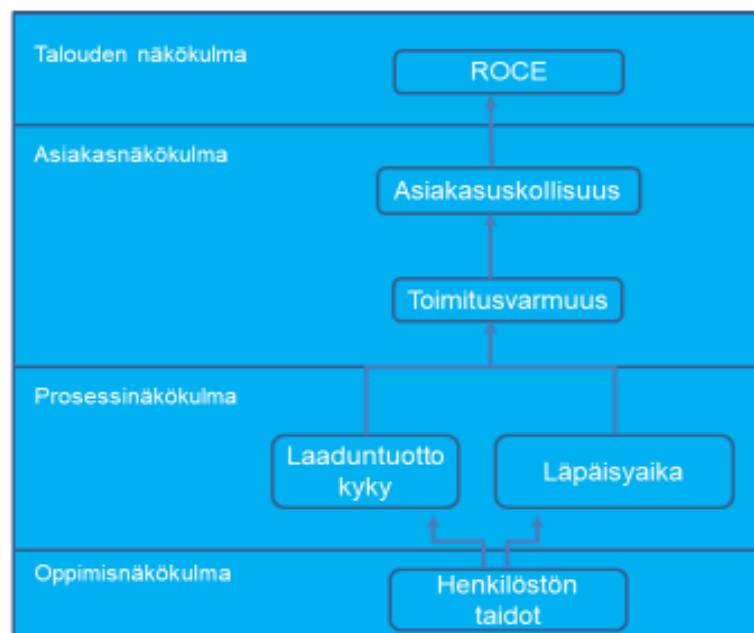 Talouden näkökulma
ROCE
Asiakasnäkökulma
Asiakasuskollisuus
Toimitusvarmuus
Prosessinäkökulma
Laaduntuotto
kyky
Läpäisyaika
Oppimisnäkökulma
Henkilöstön
taidot